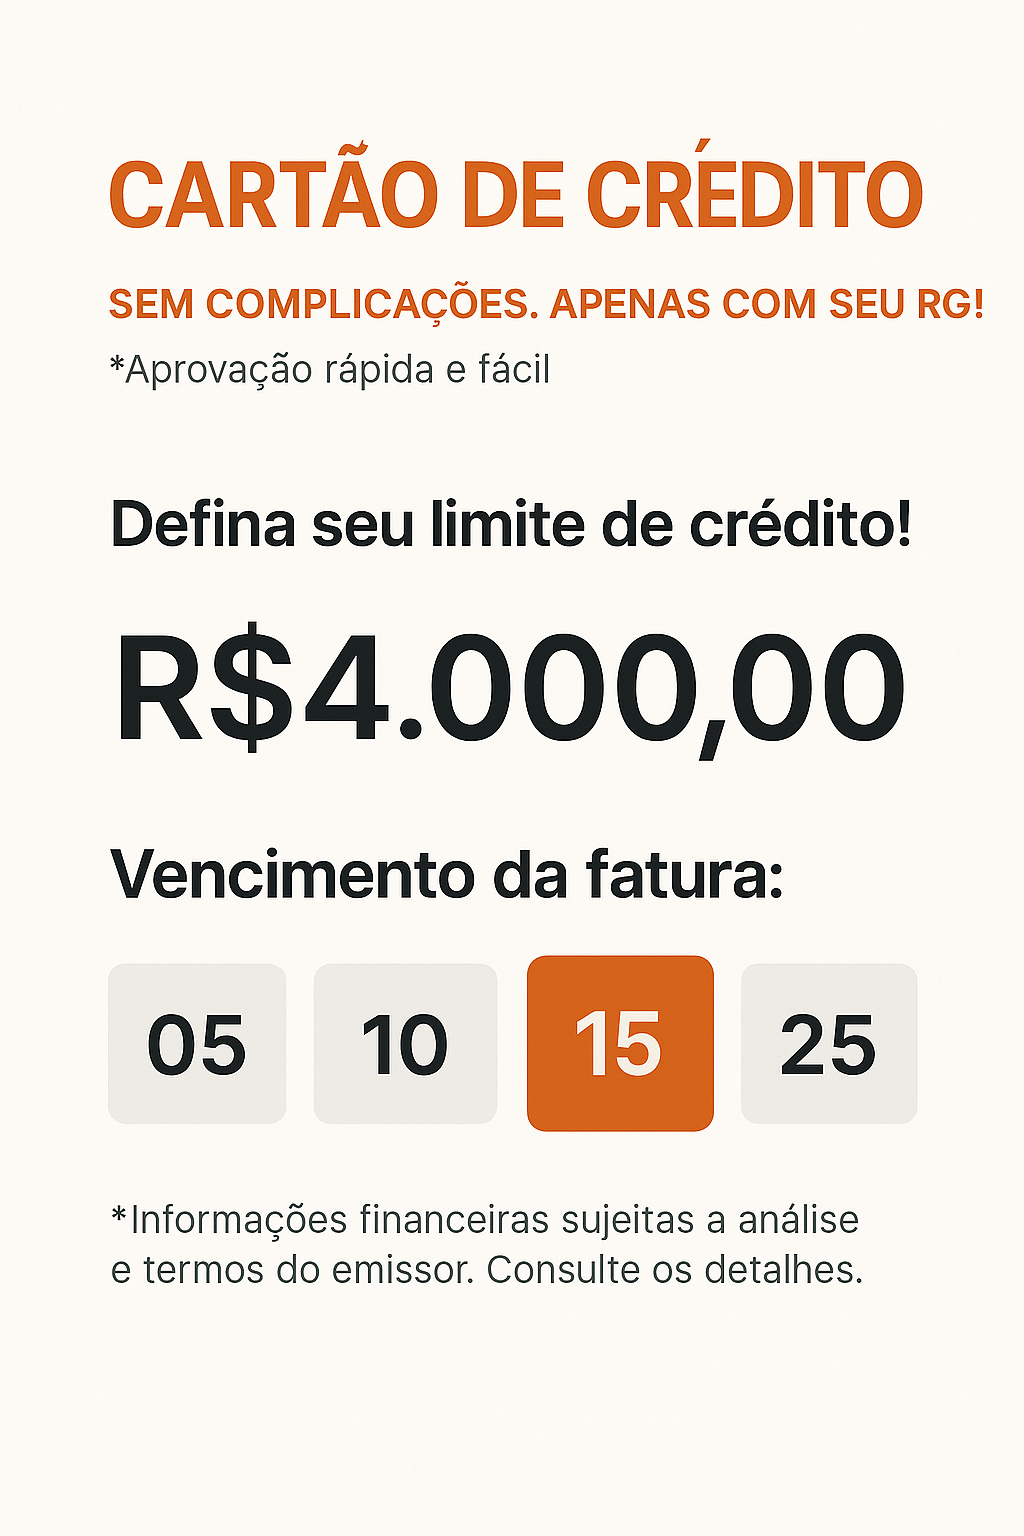 CARTÃO DE CRÉDITO
SEM COMPLICAÇÕES. APENAS COM SEU RG!
*Aprovação rápida e fácil
Defina seu limite de crédito!
R$4.000,00
Vencimento da fatura:
05 10 15 25
*Informações financeiras sujeitas a análise
e termos do emissor. Consulte os detalhes.